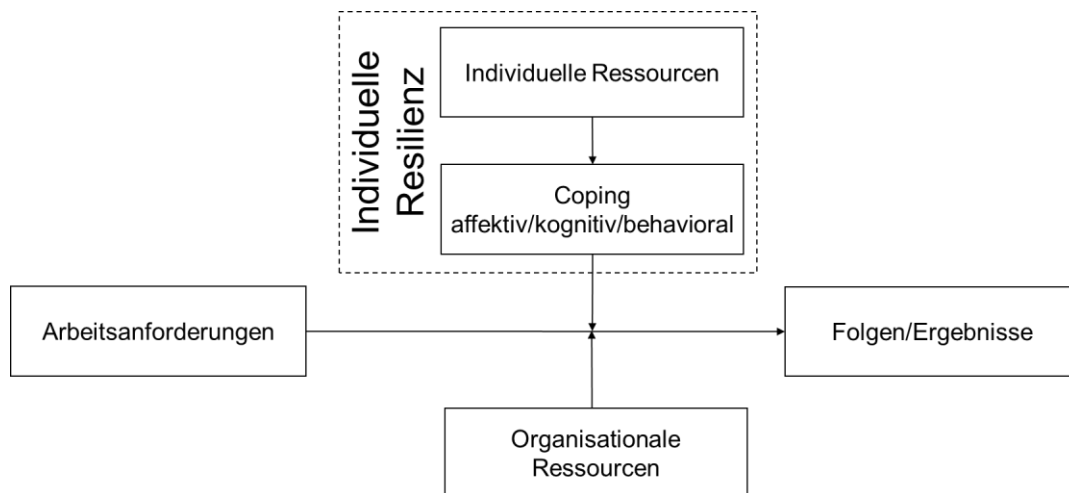 Individuelle
Resilienz
Individuelle Ressourcen
Coping
affektiv/kognitiv/behavioral
Arbeitsanforderungen
Folgen/Ergebnisse
Organisationale
Ressourcen